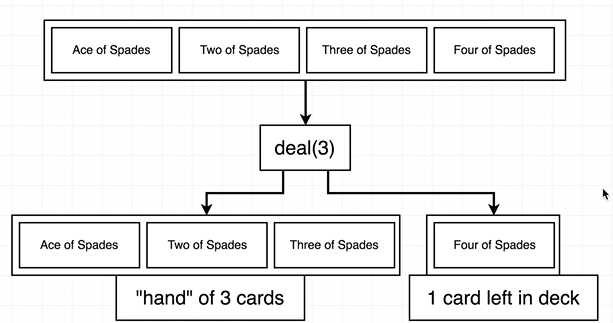 Ace of Spades
Two of Spades
Three of Spades
Four of Spades
deal(3)
Ace of Spades
Two of Spades
Three of Spades
Four of Spades
"hand" of 3 cards
1 card left in deck